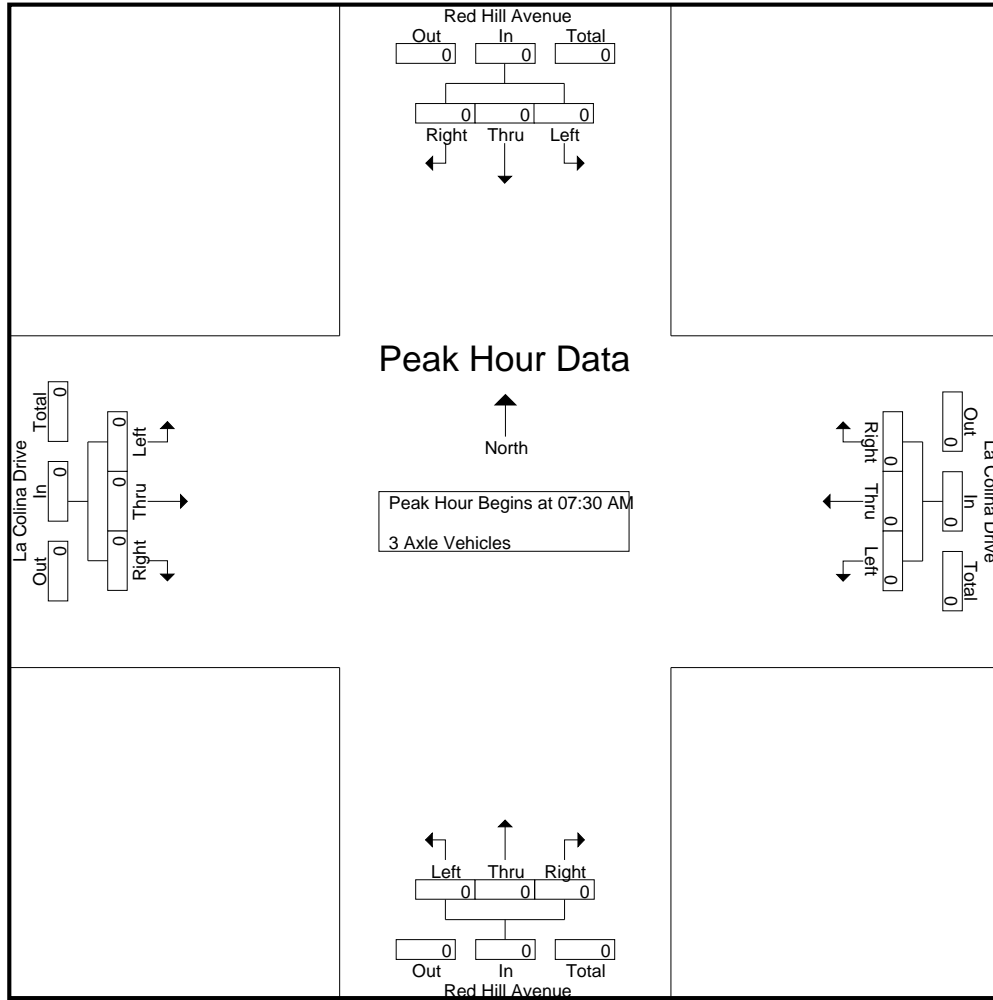 Red Hill Avenue
Out In Total
0 0 0
0 0 0
Right Thru Left
Peak Hour Data
North
Peak Hour Begins at 07:30 AM
3 Axle Vehicles
La Colina Drive
Total In Out
0 0 0
0 0 0
Left Thru Right
La Colina Drive
Out In Total
0 0 0
0 0 0
Right Thru Left
Left Thru Right
0 0 0
0 0 0
Out In Total
Red Hill Avenue